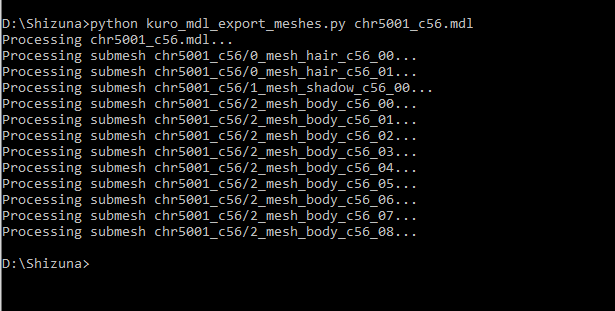 D:\Shizuna>python kuro_mdl_export_meshes.py chr5001_c56.mdl
Processing chr5001_c56.mdl...
Processing submesh chr5001_c56/0_mesh_hair_c56_00...
Processing submesh chr5001_c56/0_mesh_hair_c56_01...
Processing submesh chr5001_c56/1_mesh_shadow_c56_00...
Processing submesh chr5001_c56/2_mesh_body_c56_00...
Processing submesh chr5001_c56/2_mesh_body_c56_01...
Processing submesh chr5001_c56/2_mesh_body_c56_02...
Processing submesh chr5001_c56/2_mesh_body_c56_03...
Processing submesh chr5001_c56/2_mesh_body_c56_04...
Processing submesh chr5001_c56/2_mesh_body_c56_05...
Processing submesh chr5001_c56/2_mesh_body_c56_06...
Processing submesh chr5001_c56/2_mesh_body_c56_07...
Processing submesh chr5001_c56/2_mesh_body_c56_08...
D:\Shizuna>